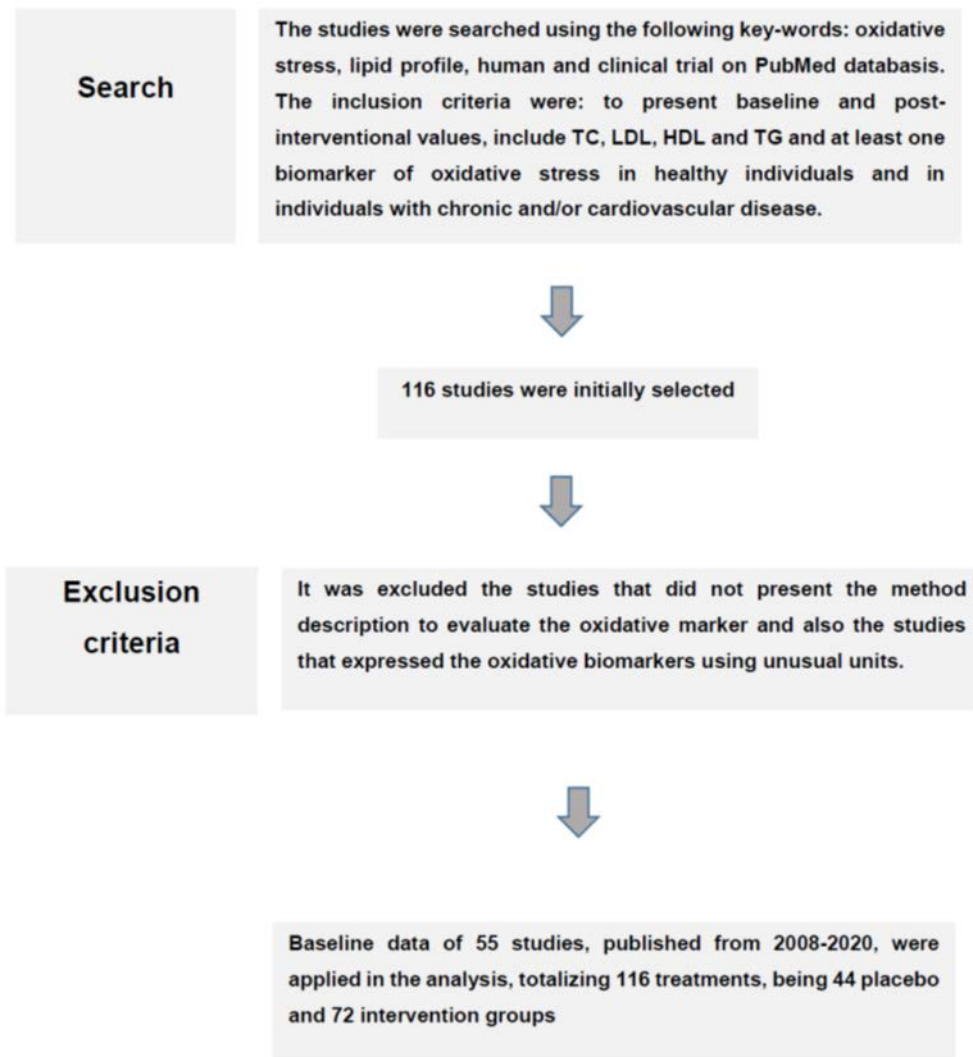 Search
The studies were searched using the following key-words: oxidative
stress, lipid profile, human and clinical trial on PubMed databasis.
The inclusion criteria were: to present baseline and post-
interventional values, include TC, LDL, HDL and TG and at least one
biomarker of oxidative stress in healthy individuals and in
individuals with chronic and/or cardiovascular disease.
116 studies were initially selected
Exclusion
criteria
It was excluded the studies that did not present the method
description to evaluate the oxidative marker and also the studies
that expressed the oxidative biomarkers using unusual units.
Baseline data of 55 studies, published from 2008-2020, were
applied in the analysis, totalizing 116 treatments, being 44 placebo
and 72 intervention groups